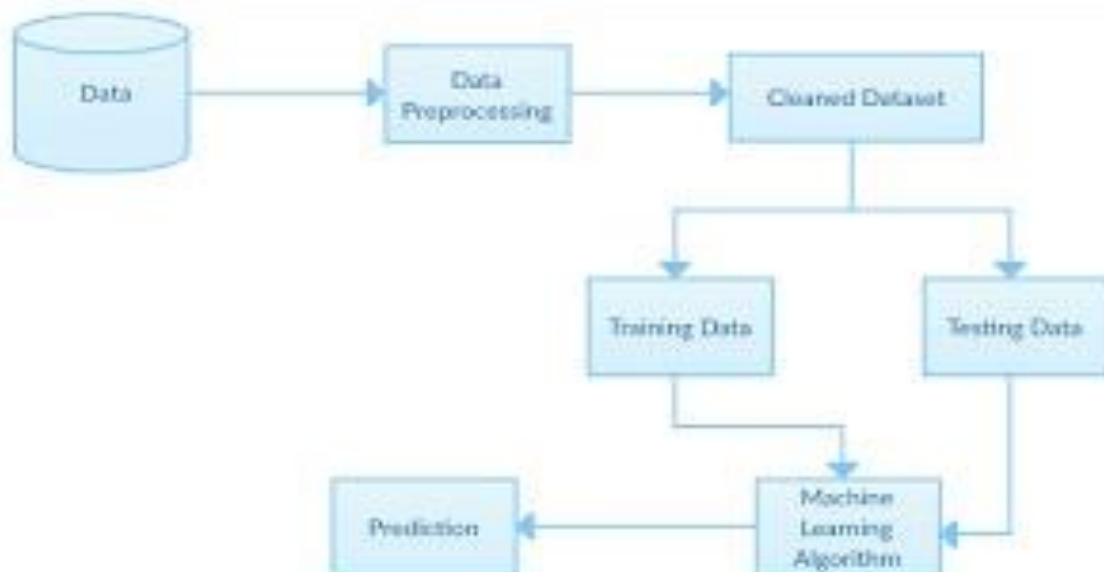 Data
Data
Preprocessing
Cleaned Dataset
Training Data
Testing Data
Machine
Learning
Algorithm
Prediction